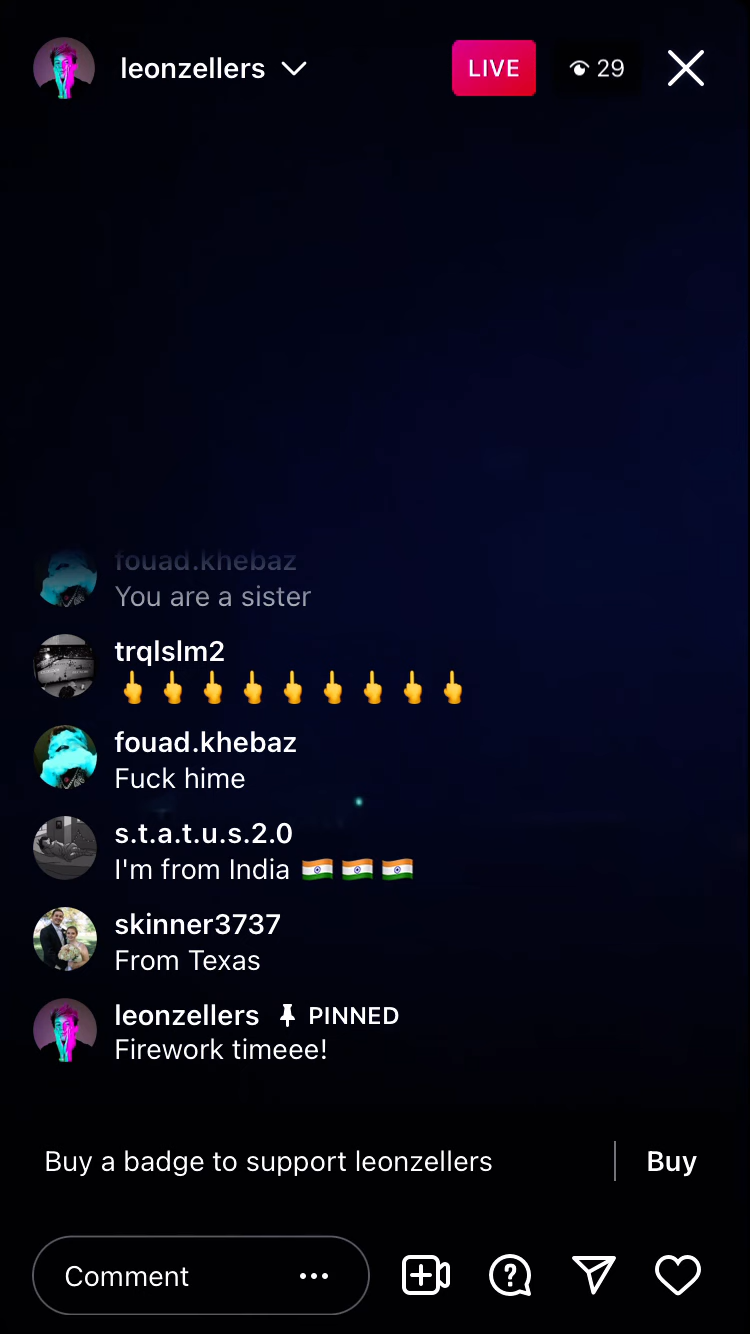 leonzellers
LIVE
29
fouad.khebaz
You are a sister
trqlslm2
🖕 🖕 🖕 🖕 🖕 🖕 🖕 🖕 🖕
fouad.khebaz
Fuck hime
s.t.a.t.u.s.2.0
I'm from India 🇮🇳 🇮🇳 🇮🇳
skinner3737
From Texas
leonzellers PINNED
Firework timeee!
Buy a badge to support leonzellers Buy
Comment